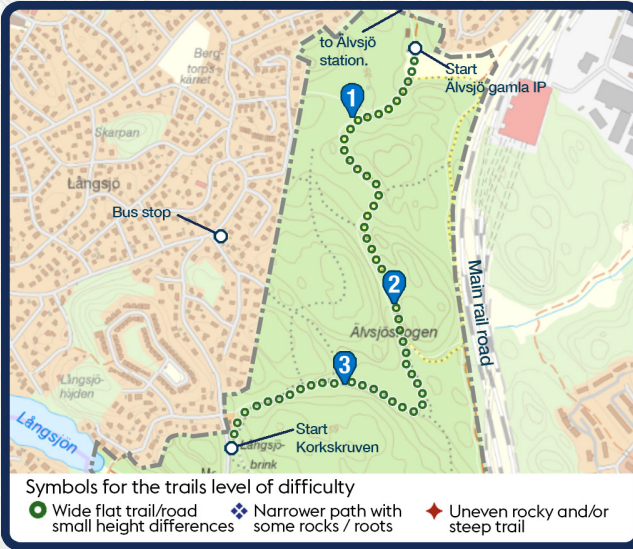 to Älvsjö
station.
Berg-
torps-
kärret
Start
Älvsjö gamla IP
1
Skarpan
Långsjö
Bus stop
Main rail road
2
Älvsjöskogen
3
Långsjö-
höjden
Långsjön
Start
Korkskruven
Långsjö-
brink
Symbols for the trails level of difficulty
Wide flat trail/road
small height differences
Narrower path with
some rocks / roots
Uneven rocky and/or
steep trail